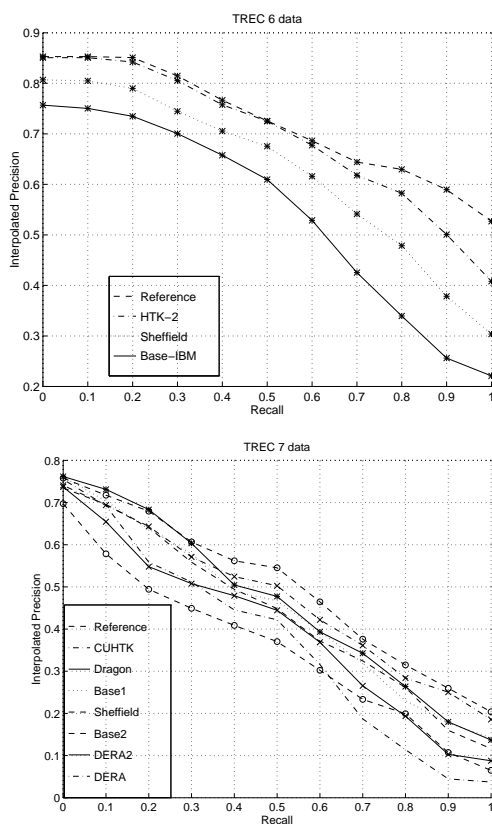 TREC 6 data
0.9
0.8
0.7
0.6
0.5
0.4
0.3
0.2
Interpolated Precision
Reference
HTK−2
Sheffield
Base−IBM
0 0.1 0.2 0.3 0.4 0.5 0.6 0.7 0.8 0.9 1
Recall
TREC 7 data
0.8
0.7
0.6
0.5
0.4
0.3
0.2
0.1
0
Interpolated Precision
Reference
CUHTK
Dragon
Base1
Sheffield
Base2
DERA2
DERA
0 0.1 0.2 0.3 0.4 0.5 0.6 0.7 0.8 0.9 1
Recall